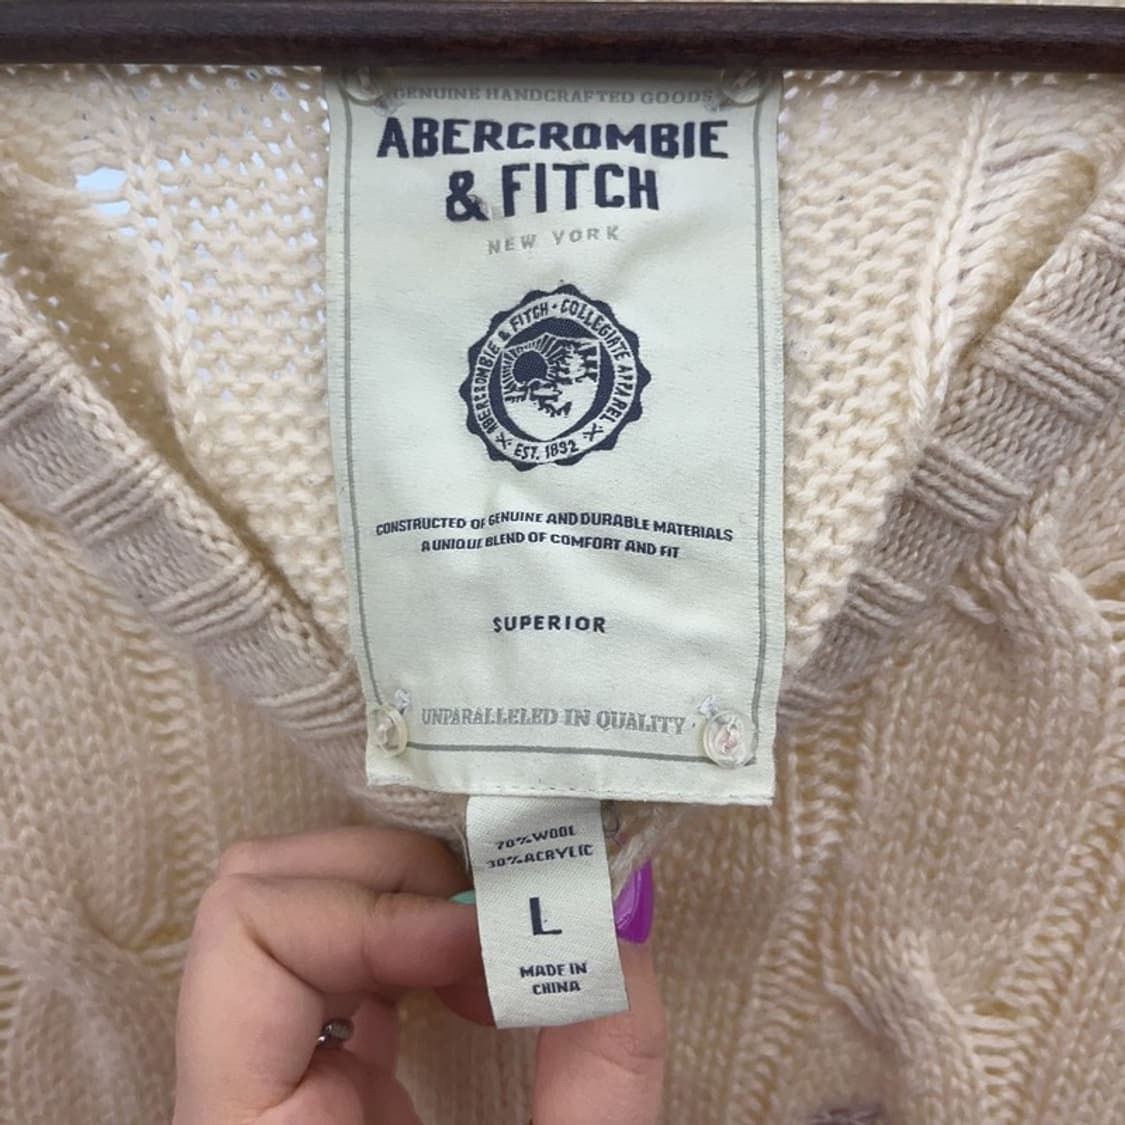 GENUINE HANDCRAFTED GOODS
ABERCROMBIE
& FITCH
NEW YORK
ABERCROMBIE & FITCH - COLLEGIATE APPAREL
EST. 1892
CONSTRUCTED OF GENUINE AND DURABLE MATERIALS
A UNIQUE BLEND OF COMFORT AND FIT
SUPERIOR
UNPARALLELED IN QUALITY
70% WOOL
30% ACRYLIC
L
MADE IN
CHINA